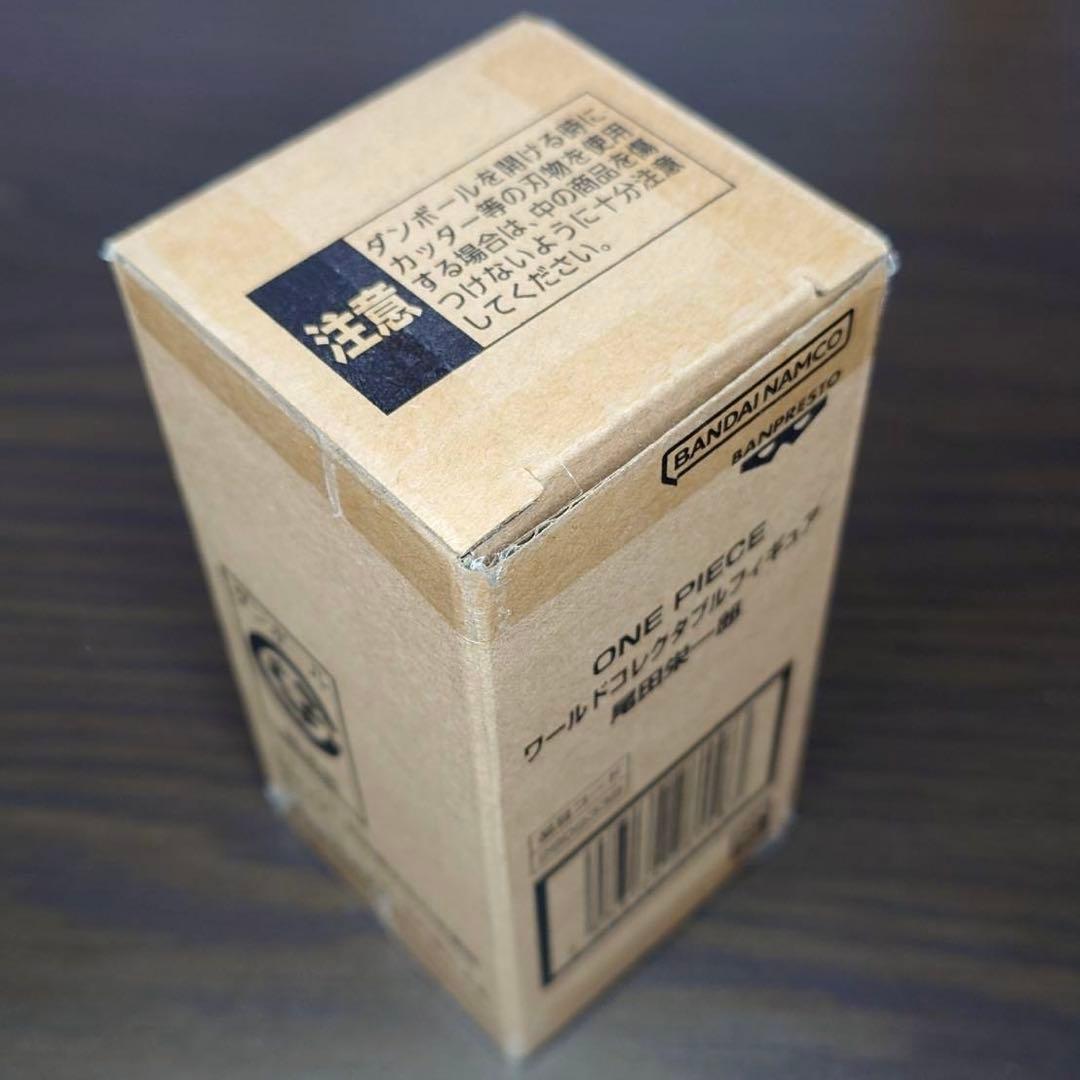 注意
ダンボールを開ける時に
カッター等の刃物を使用
する場合は、中の商品を傷
つけないように十分注意
してください。
BANDAI NAMCO
BANPRESTO
ONE PIECE
ワールドコレクタブルフィギュア
尾田栄一郎